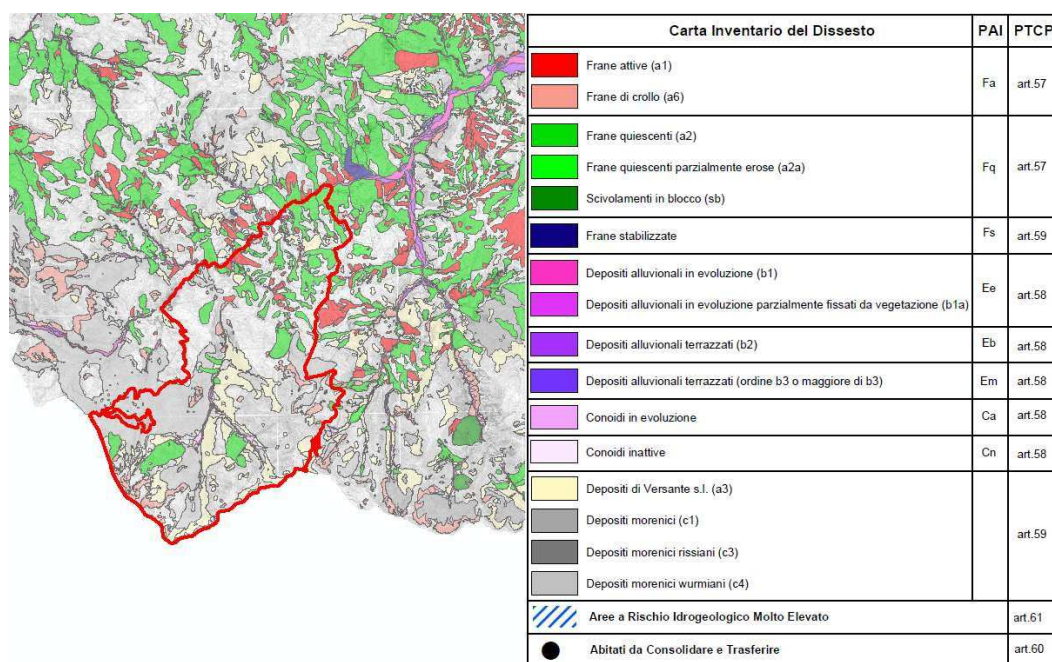 Carta Inventario del Dissesto PAI PTCP
Frane attive (a1)
Frane di crollo (a6)
Fa art.57
Frane quiescenti (a2)
Frane quiescenti parzialmente erose (a2a)
Scivolamenti in blocco (sb)
Fq art.57
Frane stabilizzate Fs art.59
Depositi alluvionali in evoluzione (b1)
Depositi alluvionali in evoluzione parzialmente fissati da vegetazione (b1a)
Ee art.58
Depositi alluvionali terrazzati (b2) Eb art.58
Depositi alluvionali terrazzati (ordine b3 o maggiore di b3) Em art.58
Conoidi in evoluzione Ca art.58
Conoidi inattive Cn art.58
Depositi di Versante s.l. (a3)
Depositi morenici (c1)
Depositi morenici rissiani (c3)
Depositi morenici wurmiani (c4)
art.59
Aree a Rischio Idrogeologico Molto Elevato art.61
Abitati da Consolidare e Trasferire art.60